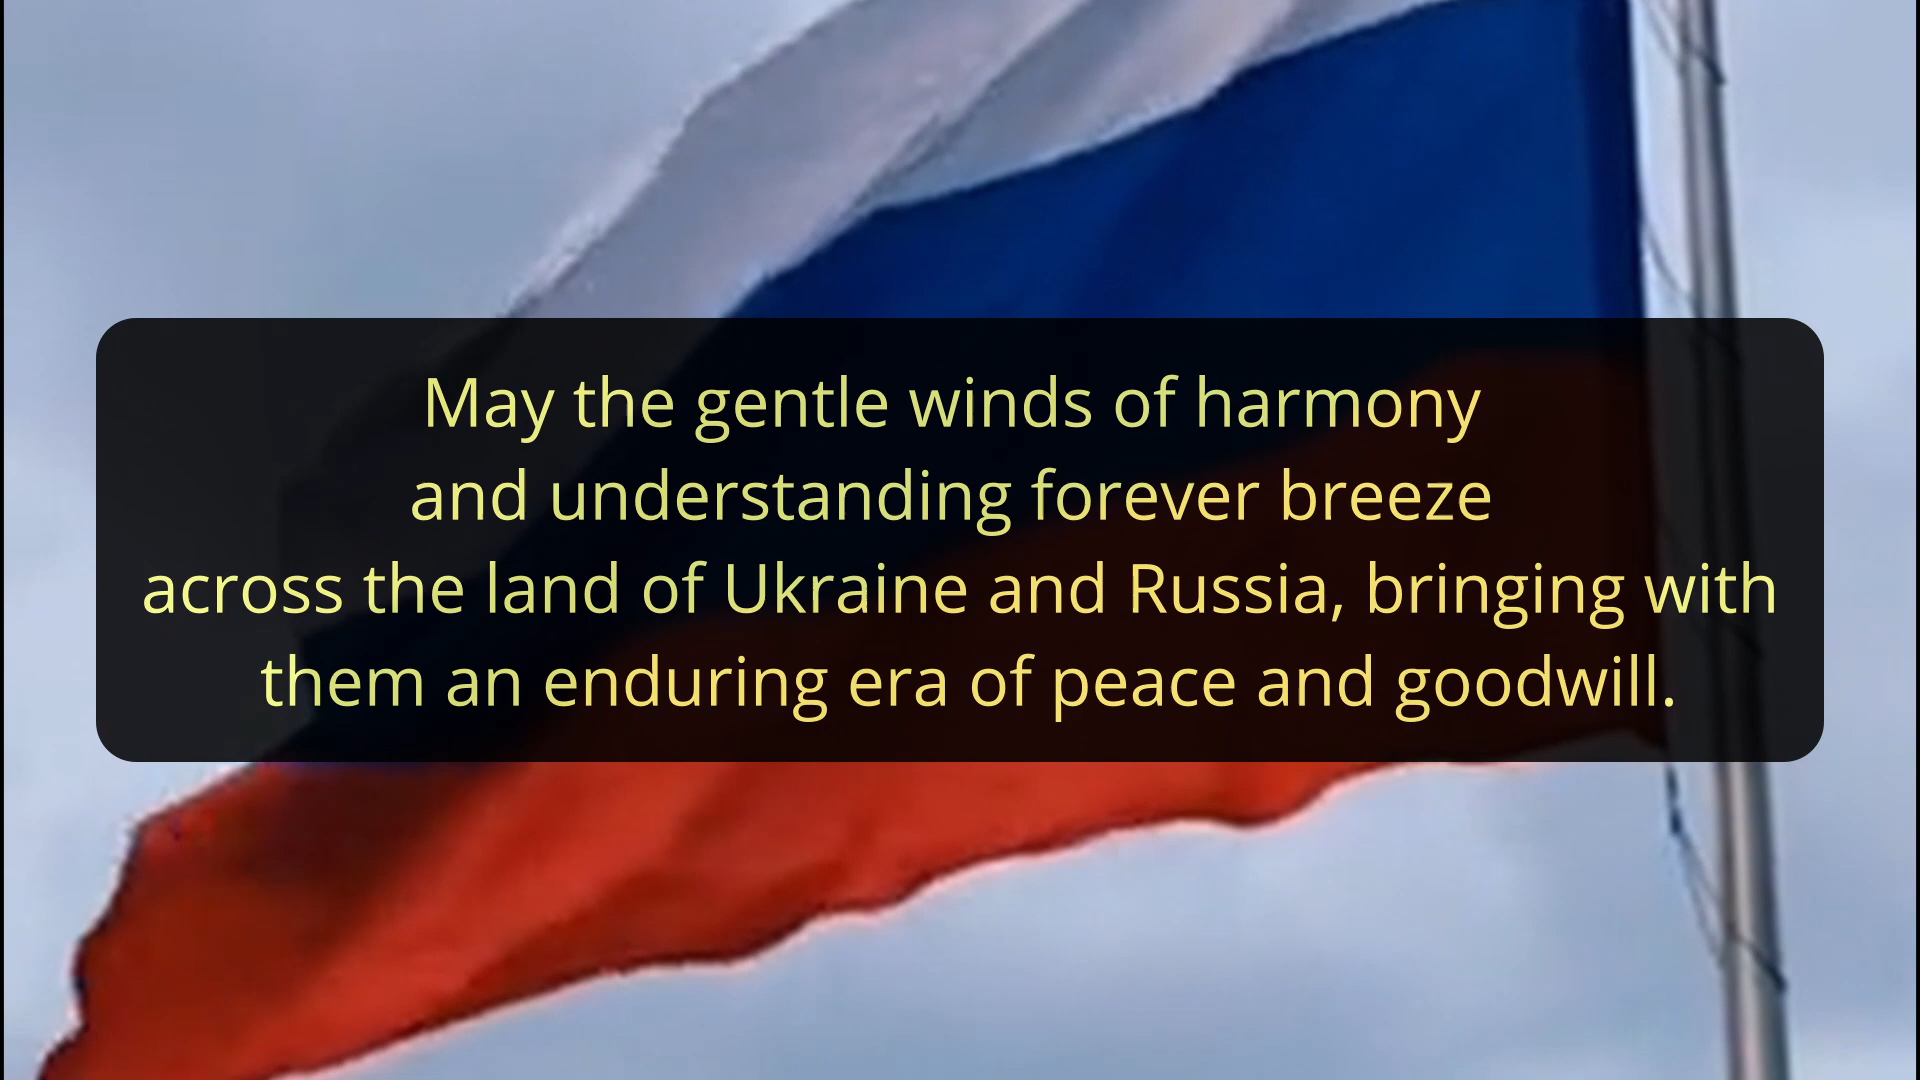 May the gentle winds of harmony
and understanding forever breeze
across the land of Ukraine and Russia, bringing with
them an enduring era of peace and goodwill.